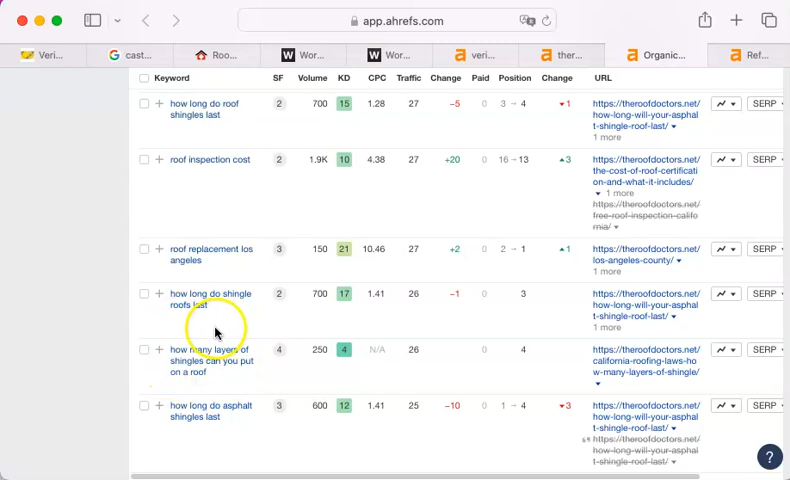 app.ahrefs.com
Veri...
cast...
Roo...
Wor...
Wor...
veri...
ther...
Organic...
Ref...
Keyword SF Volume KD CPC Traffic Change Paid Position Change URL
how long do roof shingles last
2 700 15 1.28 27 −5 0 3 → 4 1
https://theroofdoctors.net/
how-long-will-your-asphal
t-shingle-roof-last/
1 more
SERP
roof inspection cost 2 1.9K 10 4.38 27 +20 0 16 → 13 3
https://theroofdoctors.net/
the-cost-of-roof-certificati
on-and-what-it-includes/
1 more
https://theroofdoctors.net/
free-roof-inspection-califo
rnia/
SERP
roof replacement los
angeles
3 150 21 10.46 27 +2 0 2 → 1 1
https://theroofdoctors.net/
los-angeles-county/
1 more
SERP
how long do shingle
roofs last
2 700 17 1.41 26 −1 0 3
https://theroofdoctors.net/
how-long-will-your-asphal
t-shingle-roof-last/
1 more
SERP
how many layers of
shingles can you put
on a roof
4 250 4 N/A 26 0 4
https://theroofdoctors.net/
california-roofing-laws-ho
w-many-layers-of-shingle/
SERP
how long do asphalt
shingles last
3 600 12 1.41 25 −10 0 1 → 4 3
https://theroofdoctors.net/
how-long-will-your-asphal
t-shingle-roof-last/
https://theroofdoctors.net/
how-long-will-your-asphal
t-shingle-roof-last/
SERP
?